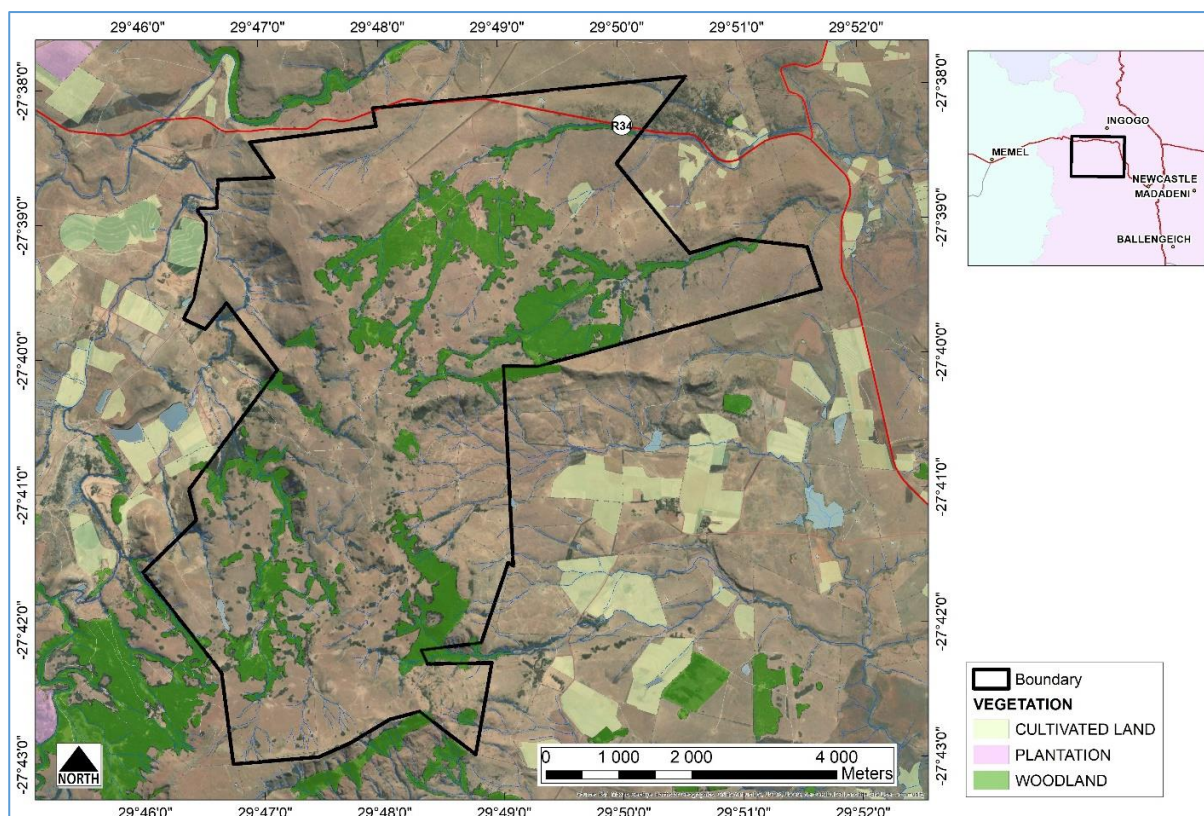 29°46'0" 29°47'0" 29°48'0" 29°49'0" 29°50'0" 29°51'0" 29°52'0"
-27°38'0"
-27°39'0"
-27°40'0"
-27°41'0"
-27°42'0"
-27°43'0"
R34
-27°38'0"
-27°39'0"
-27°40'0"
-27°41'0"
-27°42'0"
-27°43'0"
NORTH
0 1 000 2 000 4 000
Meters
29°46'0" 29°47'0" 29°48'0" 29°49'0" 29°50'0" 29°51'0" 29°52'0"
INGOGO
MEMEL
NEWCASTLE
MADADENI
BALLENGEICH
Boundary
VEGETATION
CULTIVATED LAND
PLANTATION
WOODLAND